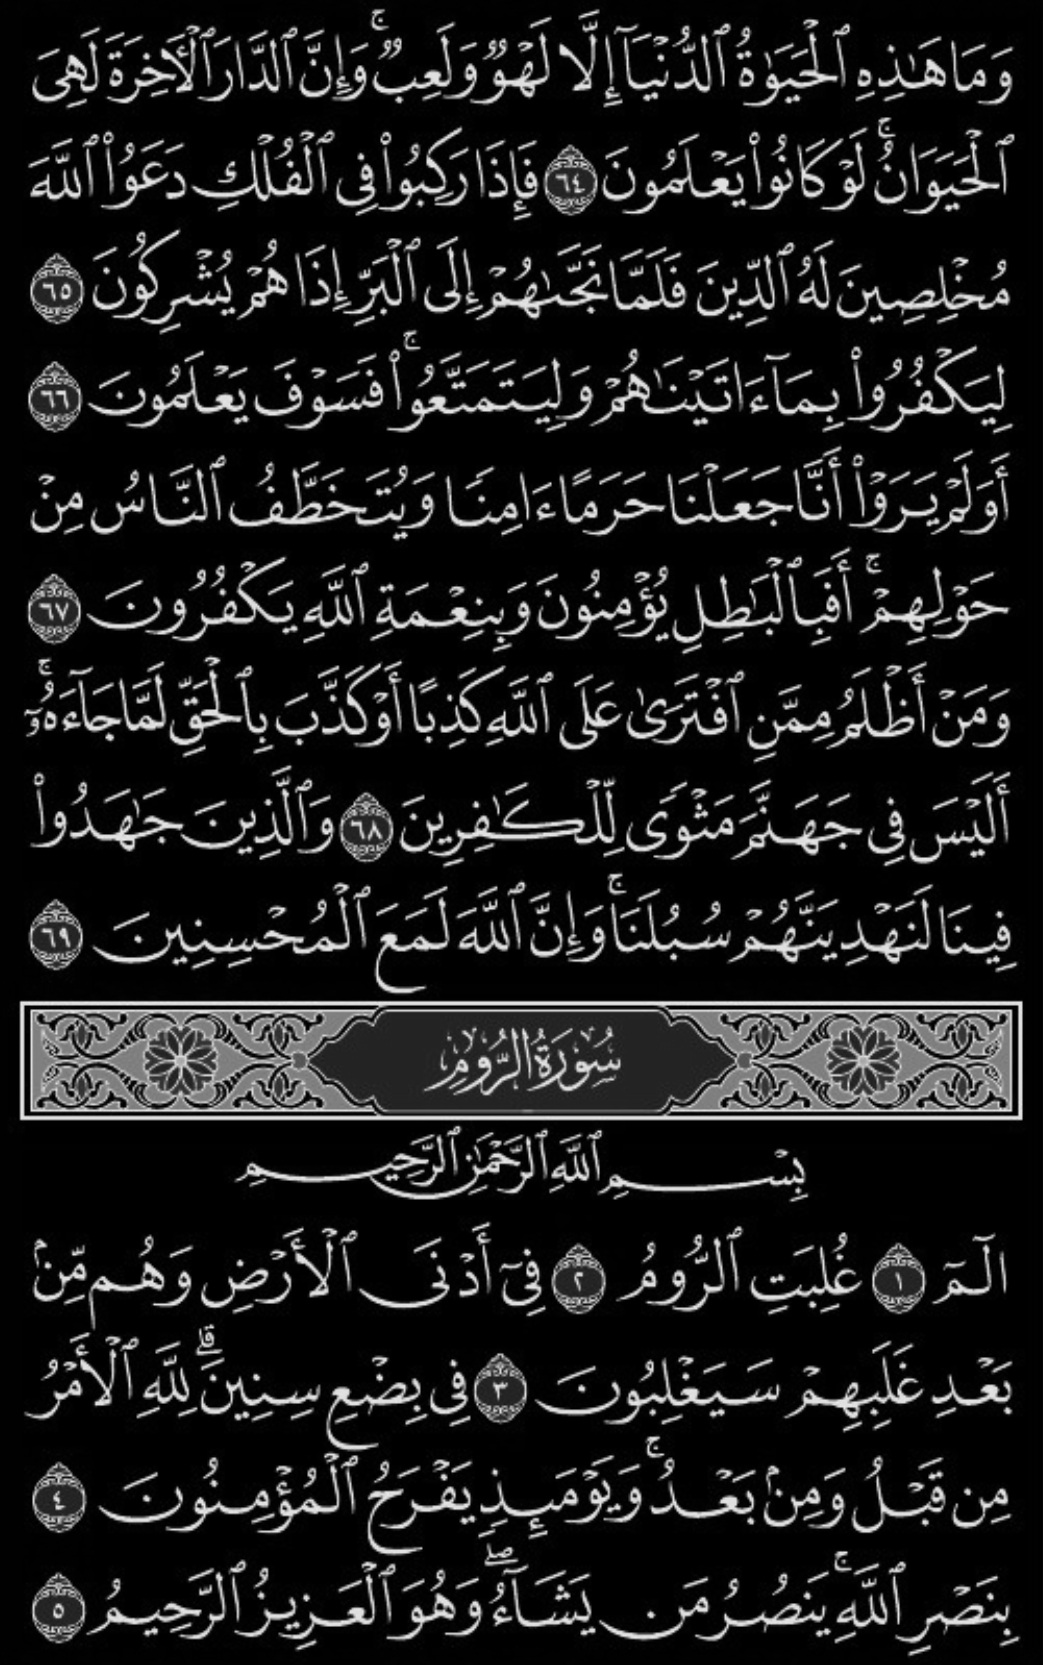 وَمَا هَٰذِهِ ٱلْحَيَوٰةُ ٱلدُّنْيَآ إِلَّا لَهْوٌ وَلَعِبٌ ۚ وَإِنَّ ٱلدَّارَ ٱلْأَخِرَةَ لَهِىَ
ٱلْحَيَوَانُ ۚ لَوْ كَانُوا۟ يَعْلَمُونَ ٦٤ فَإِذَا رَكِبُوا۟ فِى ٱلْفُلْكِ دَعَوُا۟ ٱللَّهَ
مُخْلِصِينَ لَهُ ٱلدِّينَ فَلَمَّا نَجَّىٰهُمْ إِلَى ٱلْبَرِّ إِذَا هُمْ يُشْرِكُونَ ٦٥
لِيَكْفُرُوا۟ بِمَآ ءَاتَيْنَٰهُمْ وَلِيَتَمَتَّعُوا۟ ۚ فَسَوْفَ يَعْلَمُونَ ٦٦
أَوَلَمْ يَرَوْا۟ أَنَّا جَعَلْنَا حَرَمًا ءَامِنًا وَيُتَخَطَّفُ ٱلنَّاسُ مِنْ
حَوْلِهِمْ ۚ أَفَبِٱلْبَٰطِلِ يُؤْمِنُونَ وَبِنِعْمَةِ ٱللَّهِ يَكْفُرُونَ ٦٧
وَمَنْ أَظْلَمُ مِمَّنِ ٱفْتَرَىٰ عَلَى ٱللَّهِ كَذِبًا أَوْ كَذَّبَ بِٱلْحَقِّ لَمَّا جَآءَهُۥٓ ۚ
أَلَيْسَ فِى جَهَنَّمَ مَثْوًى لِّلْكَٰفِرِينَ ٦٨ وَٱلَّذِينَ جَٰهَدُوا۟
فِينَا لَنَهْدِيَنَّهُمْ سُبُلَنَا ۚ وَإِنَّ ٱللَّهَ لَمَعَ ٱلْمُحْسِنِينَ ٦٩
سُورَةُ الرُّومِ
بِسْمِ ٱللَّهِ ٱلرَّحْمَٰنِ ٱلرَّحِيمِ
الٓمٓ ١ غُلِبَتِ ٱلرُّومُ ٢ فِىٓ أَدْنَى ٱلْأَرْضِ وَهُم مِّنۢ
بَعْدِ غَلَبِهِمْ سَيَغْلِبُونَ ٣ فِى بِضْعِ سِنِينَ ۗ لِلَّهِ ٱلْأَمْرُ
مِن قَبْلُ وَمِنۢ بَعْدُ ۚ وَيَوْمَئِذٍ يَفْرَحُ ٱلْمُؤْمِنُونَ ٤
بِنَصْرِ ٱللَّهِ ۚ يَنصُرُ مَن يَشَآءُ ۖ وَهُوَ ٱلْعَزِيزُ ٱلرَّحِيمُ ٥